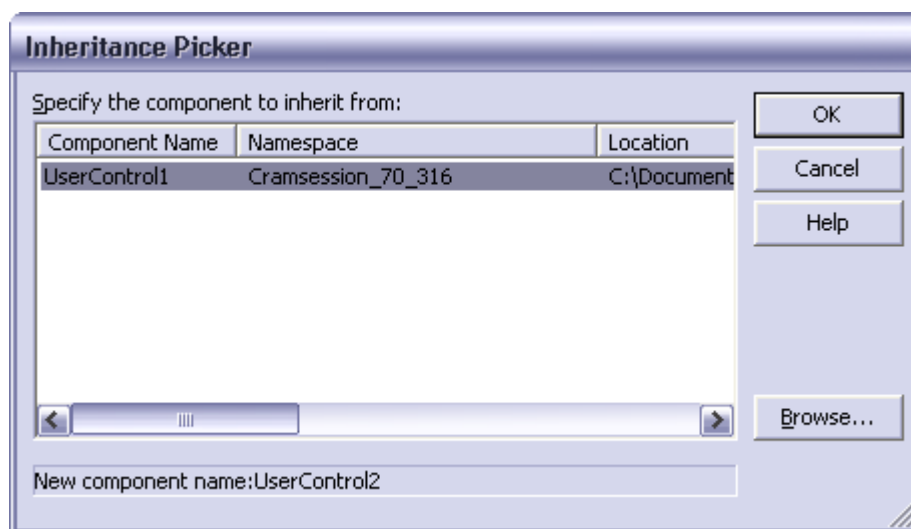 Inheritance Picker
Specify the component to inherit from:
OK
Component Name Namespace Location
UserControl1 Cramsession_70_316 C:\Document
Cancel
Help
Browse...
New component name:UserControl2